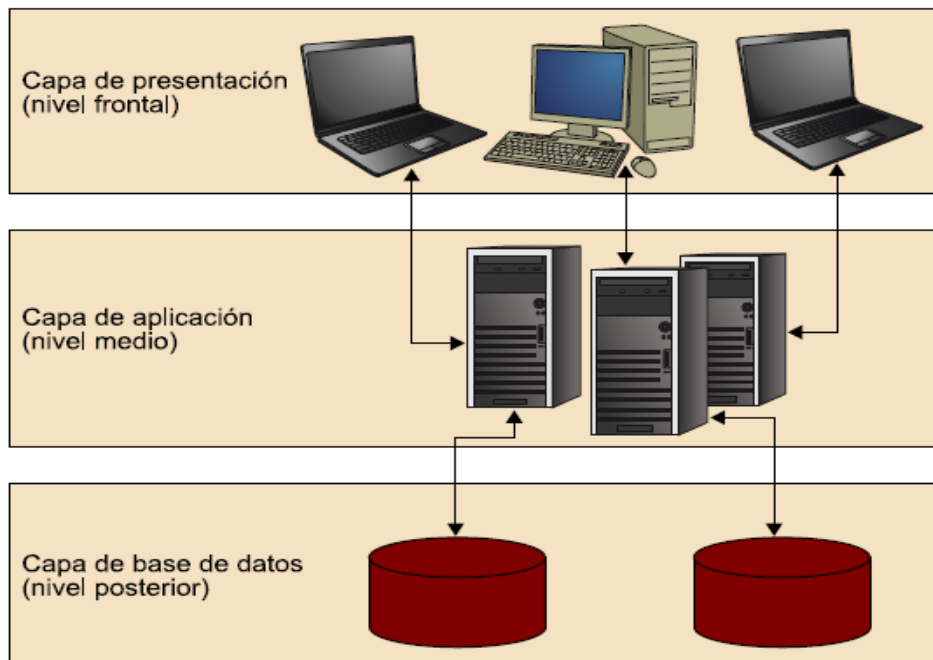 Capa de presentación
(nivel frontal)
Capa de aplicación
(nivel medio)
Capa de base de datos
(nivel posterior)